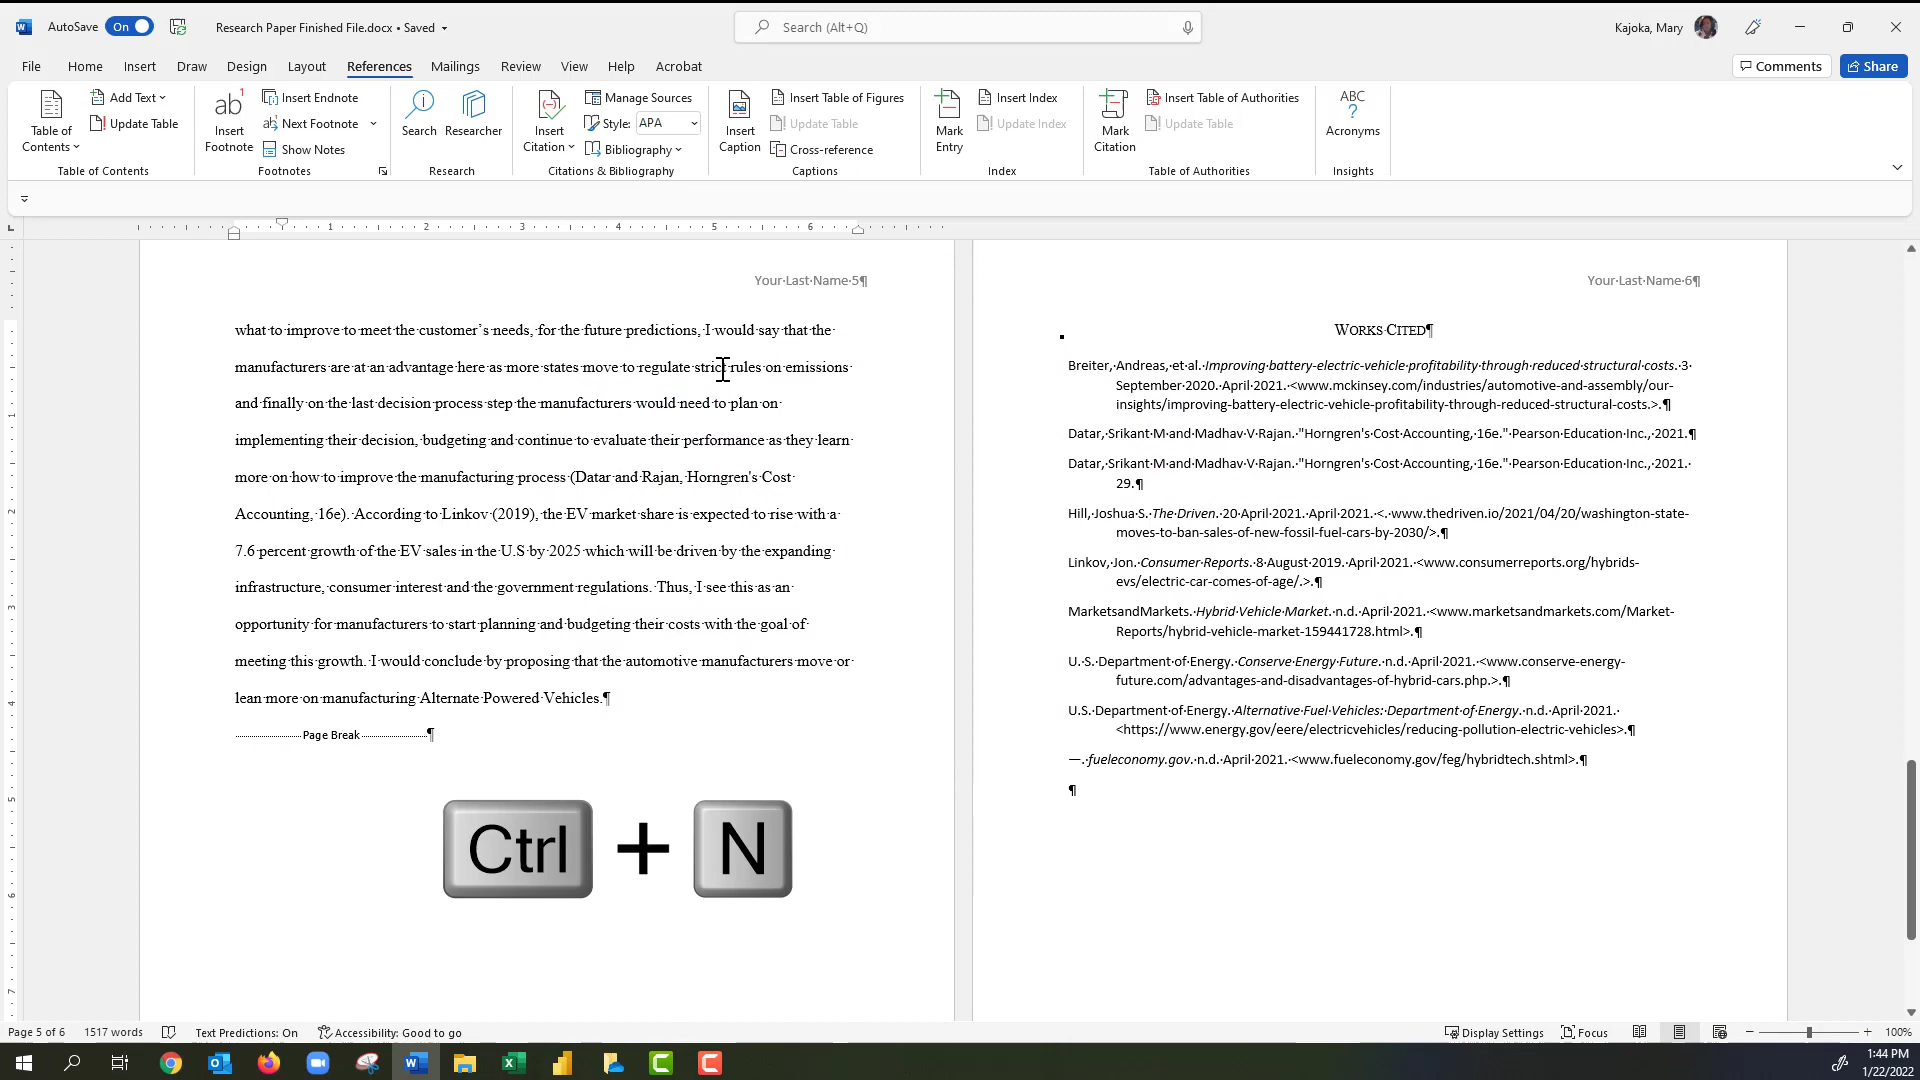 AutoSave On Research Paper Finished File.docx • Saved Search (Alt+Q) Kajoka, Mary
File Home Insert Draw Design Layout References Mailings Review View Help Acrobat Comments Share
Table of Contents
Add Text
Update Table
Table of Contents
ab1
Insert Footnote
Insert Endnote
Next Footnote
Show Notes
Footnotes
Search
Researcher
Research
Insert Citation
Manage Sources
Style: APA
Bibliography
Citations & Bibliography
Insert Caption
Insert Table of Figures
Update Table
Cross-reference
Captions
Mark Entry
Insert Index
Update Index
Index
Mark Citation
Insert Table of Authorities
Update Table
Table of Authorities
ABC
?
Acronyms
Insights
1 2 3 4 5 6
Your·Last·Name·5¶
what·to·improve·to·meet·the·customer’s·needs,·for·the·future·predictions,·I·would·say·that·the·
manufacturers·are·at·an·advantage·here·as·more·states·move·to·regulate·strict·rules·on·emissions·
and·finally·on·the·last·decision·process·step·the·manufacturers·would·need·to·plan·on·
implementing·their·decision,·budgeting·and·continue·to·evaluate·their·performance·as·they·learn·
more·on·how·to·improve·the·manufacturing·process·(Datar·and·Rajan,·Horngren's·Cost·
Accounting,·16e).·According·to·Linkov·(2019),·the·EV·market·share·is·expected·to·rise·with·a·
7.6·percent·growth·of·the·EV·sales·in·the·U.S·by·2025·which·will·be·driven·by·the·expanding·
infrastructure,·consumer·interest·and·the·government·regulations.·Thus,·I·see·this·as·an·
opportunity·for·manufacturers·to·start·planning·and·budgeting·their·costs·with·the·goal·of·
meeting·this·growth.·I·would·conclude·by·proposing·that·the·automotive·manufacturers·move·or·
lean·more·on·manufacturing·Alternate·Powered·Vehicles.¶
Page Break¶
Ctrl + N
Your·Last·Name·6¶
WORKS·CITED¶
Breiter,·Andreas,·et·al.·Improving·battery-electric-vehicle·profitability·through·reduced·structural·costs.·3·
September·2020.·April·2021.·<www.mckinsey.com/industries/automotive-and-assembly/our-
insights/improving-battery-electric-vehicle-profitability-through-reduced-structural-costs.>.¶
Datar,·Srikant·M·and·Madhav·V·Rajan.·"Horngren's·Cost·Accounting,·16e."·Pearson·Education·Inc.,·2021.¶
Datar,·Srikant·M·and·Madhav·V·Rajan.·"Horngren's·Cost·Accounting,·16e."·Pearson·Education·Inc.,·2021.·
29.¶
Hill,·Joshua·S.·The·Driven.·20·April·2021.·April·2021.·<.·www.thedriven.io/2021/04/20/washington-state-
moves-to-ban-sales-of-new-fossil-fuel-cars-by-2030/>.¶
Linkov,·Jon.·Consumer·Reports.·8·August·2019.·April·2021.·<www.consumerreports.org/hybrids-
evs/electric-car-comes-of-age/.>.¶
MarketsandMarkets.·Hybrid·Vehicle·Market.·n.d.·April·2021.·<www.marketsandmarkets.com/Market-
Reports/hybrid-vehicle-market-159441728.html>.¶
U.·S.·Department·of·Energy.·Conserve·Energy·Future.·n.d.·April·2021.·<www.conserve-energy-
future.com/advantages-and-disadvantages-of-hybrid-cars.php.>.¶
U.S.·Department·of·Energy.·Alternative·Fuel·Vehicles:·Department·of·Energy.·n.d.·April·2021.·
<https://www.energy.gov/eere/electricvehicles/reducing-pollution-electric-vehicles>.¶
—.·fueleconomy.gov.·n.d.·April·2021.·<www.fueleconomy.gov/feg/hybridtech.shtml>.¶
¶
Page 5 of 6 1517 words Text Predictions: On Accessibility: Good to go Display Settings Focus 100%
1:44 PM
1/22/2022